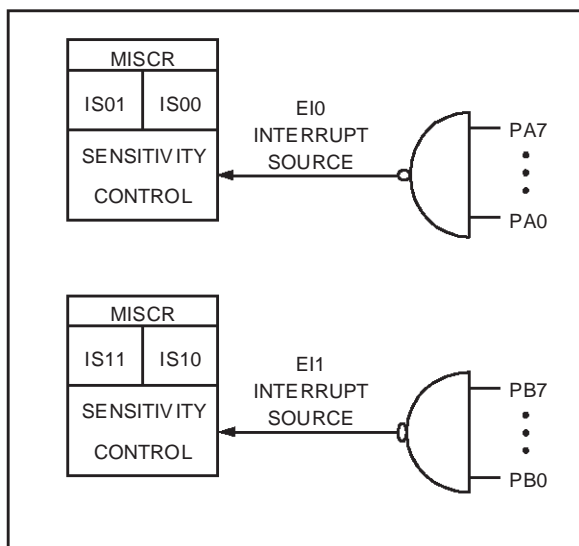 MISCR
IS01 IS00
SENSITIVITY
CONTROL
EI0
INTERRUPT
SOURCE
PA7
PA0
MISCR
IS11 IS10
SENSITIVITY
CONTROL
EI1
INTERRUPT
SOURCE
PB7
PB0